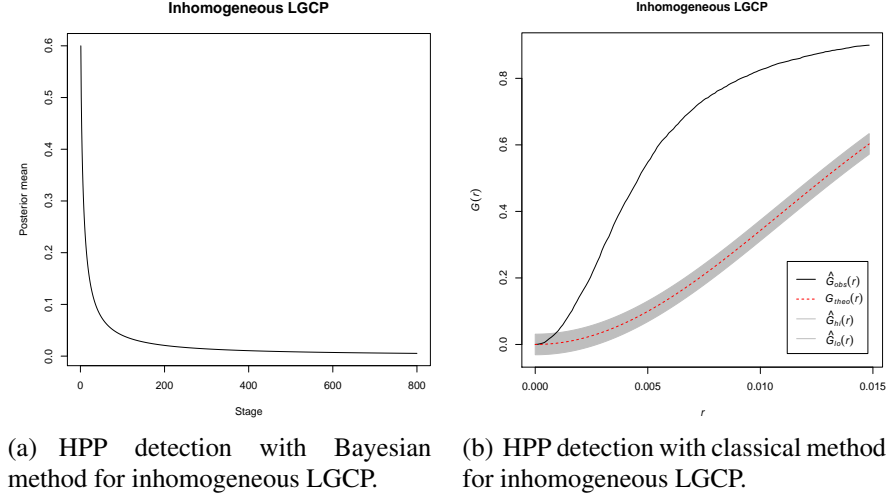 Inhomogeneous LGCP
Posterior mean
0.0 0.1 0.2 0.3 0.4 0.5 0.6
0 200 400 600 800
Stage
(a) HPP detection with Bayesian
method for inhomogeneous LGCP.
Inhomogeneous LGCP
G(r)
0.0 0.2 0.4 0.6 0.8
Ĝobs(r)
Gtheo(r)
Ĝhi(r)
Ĝlo(r)
0.000 0.005 0.010 0.015
r
(b) HPP detection with classical method
for inhomogeneous LGCP.